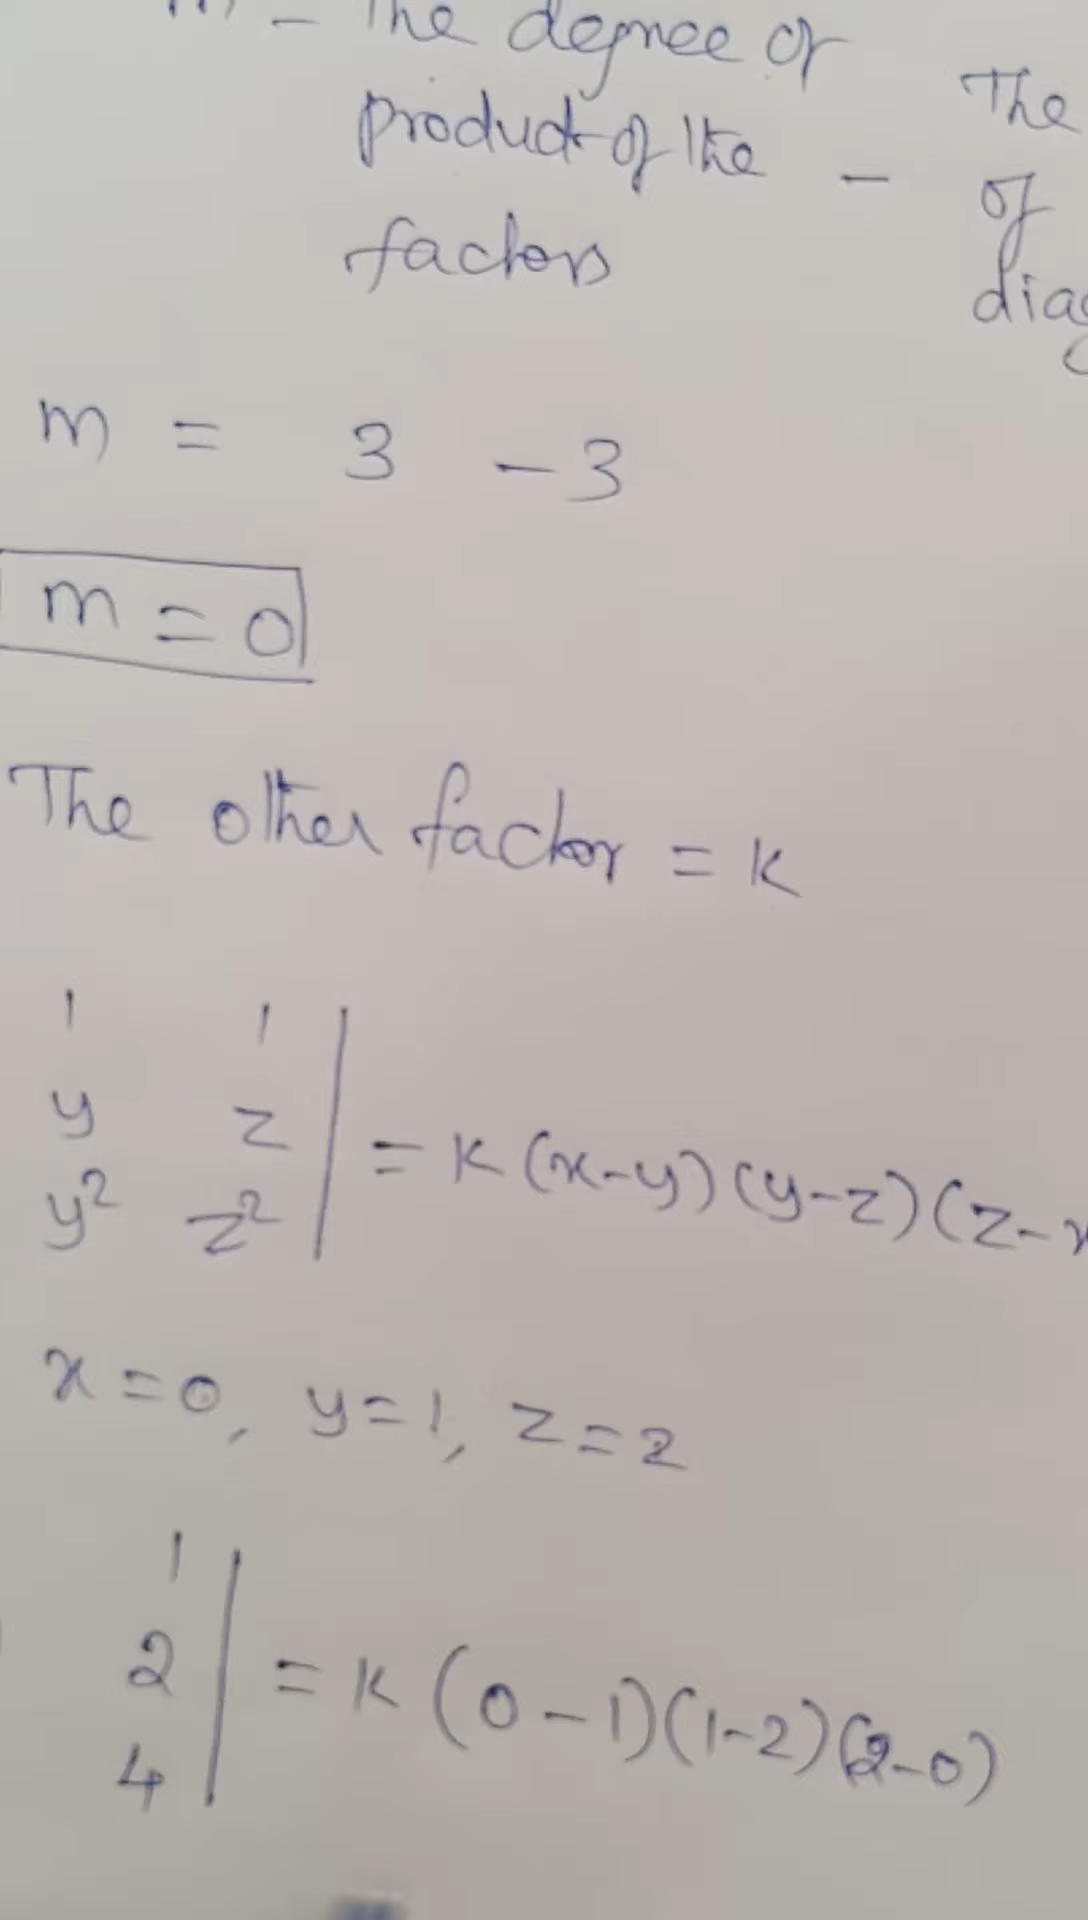 m = The degree of
product of the - The
factors of
m = 3 - 3
m = 0
The other factor = k
1 1
y z = k (x-y) (y-z) (z-x
y² z²
x = 0, y = 1, z = 2
1
2 = k (0-1)(1-2)(2-0)
4